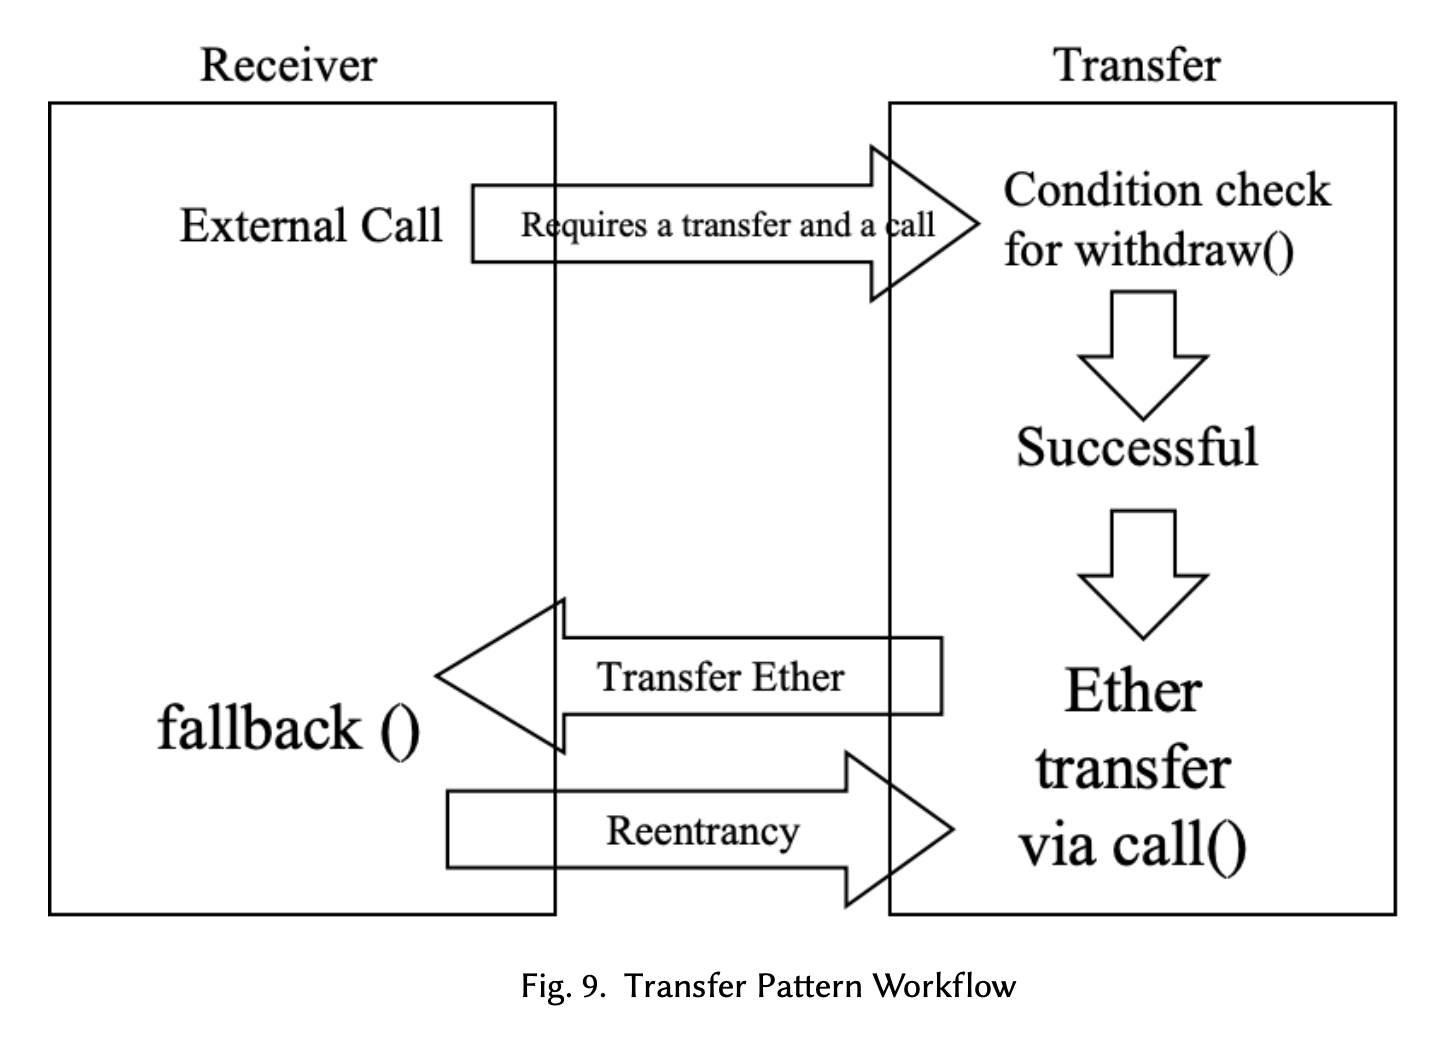 Receiver
Transfer
External Call
Requires a transfer and a call
Condition check
for withdraw()
Successful
Transfer Ether
fallback ()
Ether
transfer
via call()
Reentrancy
Fig. 9. Transfer Pattern Workflow